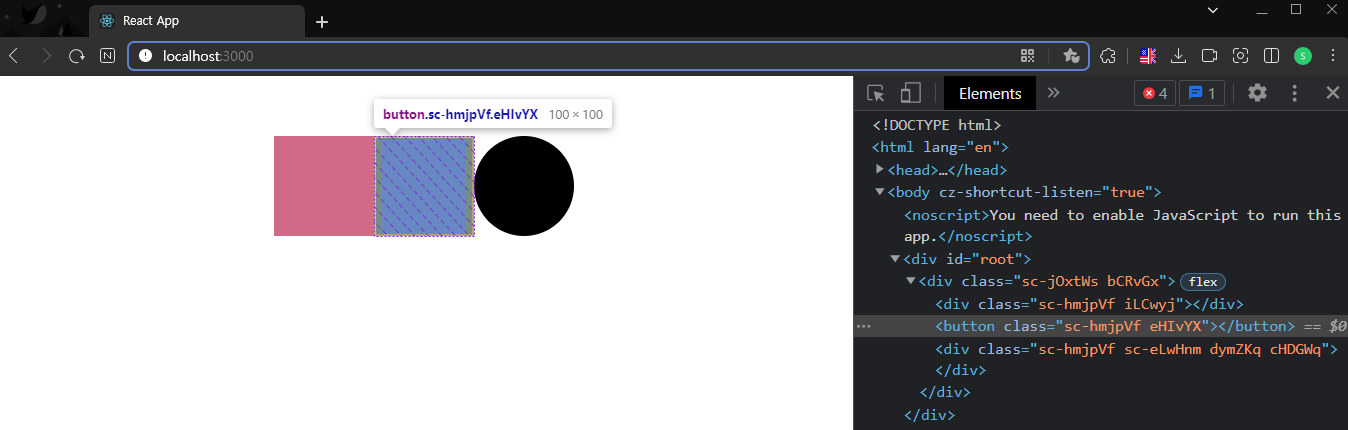 React App
localhost:3000
S
button.sc-hmjpVf.eHIvYX 100 × 100
Elements
4
1
<!DOCTYPE html>
<html lang="en">
<head>…</head>
<body cz-shortcut-listen="true">
<noscript>You need to enable JavaScript to run this
app.</noscript>
<div id="root">
<div class="sc-jOxtWs bCRvGx"> flex
<div class="sc-hmjpVf iLCwyj"></div>
<button class="sc-hmjpVf eHIvYX"></button> == $0
<div class="sc-hmjpVf sc-eLwHnm dymZKq cHDGWq">
</div>
</div>
</div>